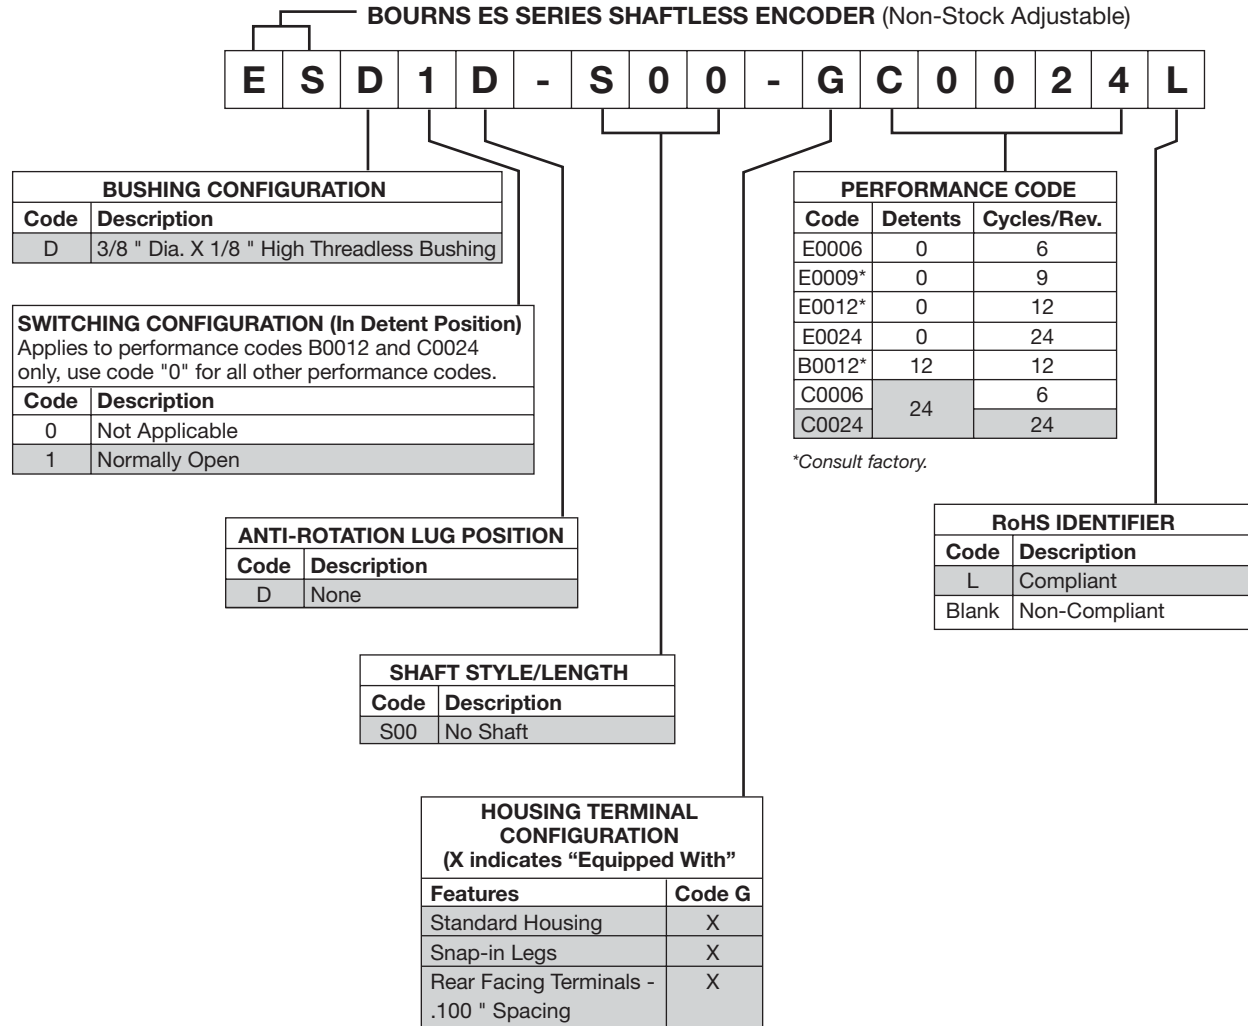 BOURNS ES SERIES SHAFTLESS ENCODER (Non-Stock Adjustable)
E S D 1 D - S 0 0 - G C 0 0 2 4 L
BUSHING CONFIGURATION
Code Description
D 3/8 " Dia. X 1/8 " High Threadless Bushing
SWITCHING CONFIGURATION (In Detent Position)
Applies to performance codes B0012 and C0024
only, use code "0" for all other performance codes.
Code Description
0 Not Applicable
1 Normally Open
ANTI-ROTATION LUG POSITION
Code Description
D None
SHAFT STYLE/LENGTH
Code Description
S00 No Shaft
HOUSING TERMINAL
CONFIGURATION
(X indicates “Equipped With”
Features Code G
Standard Housing X
Snap-in Legs X
Rear Facing Terminals - X
.100 " Spacing
PERFORMANCE CODE
Code Detents Cycles/Rev.
E0006 0 6
E0009* 0 9
E0012* 0 12
E0024 0 24
B0012* 12 12
C0006 24 6
C0024 24
*Consult factory.
RoHS IDENTIFIER
Code Description
L Compliant
Blank Non-Compliant